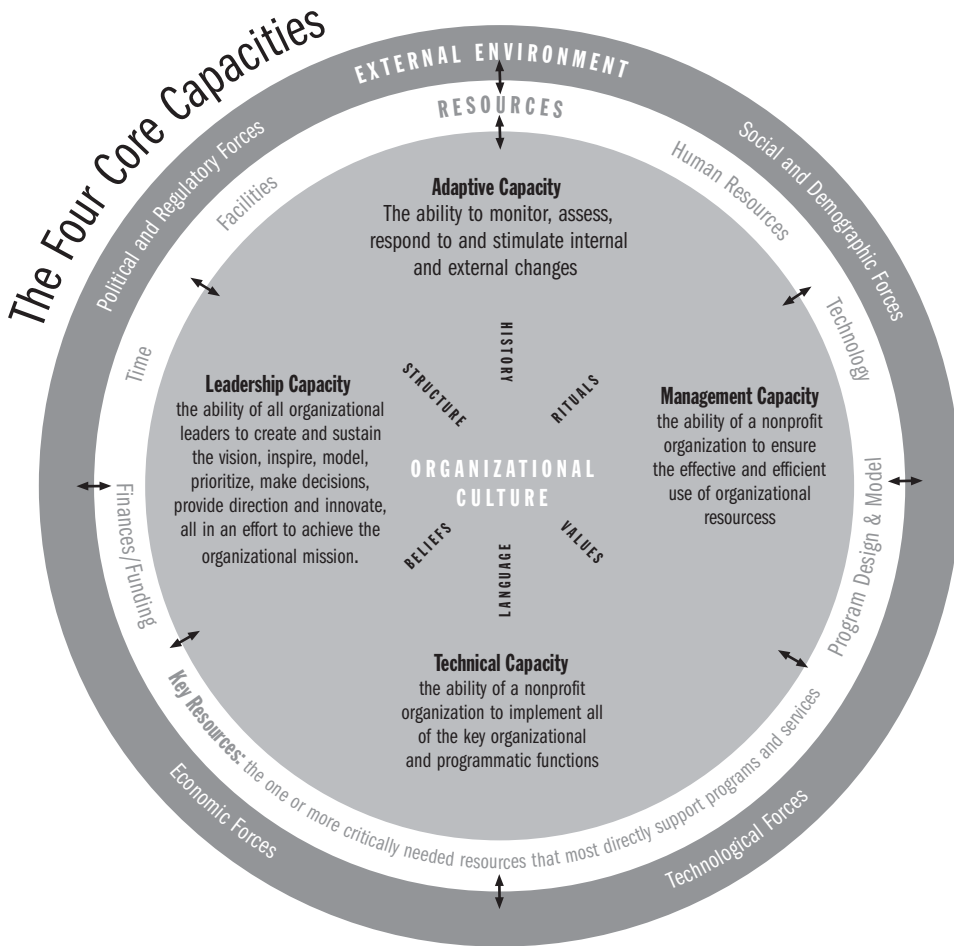 The Four Core Capacities
EXTERNAL ENVIRONMENT
Political and Regulatory Forces
Social and Demographic Forces
RESOURCES
Facilities
Human Resources
Time
Technology
Adaptive Capacity
The ability to monitor, assess,
respond to and stimulate internal
and external changes
Leadership Capacity
the ability of all organizational
leaders to create and sustain
the vision, inspire, model,
prioritize, make decisions,
provide direction and innovate,
all in an effort to achieve the
organizational mission.
STRUCTURE
HISTORY
RITUALS
ORGANIZATIONAL
CULTURE
BELIEFS
LANGUAGE
VALUES
Management Capacity
the ability of a nonprofit
organization to ensure
the effective and efficient
use of organizational
resourcess
Finances/Funding
Program Design & Model
Technical Capacity
the ability of a nonprofit
organization to implement all
of the key organizational
and programmatic functions
Key Resources: the one or more critically needed resources that most directly support programs and services
Economic Forces
Technological Forces